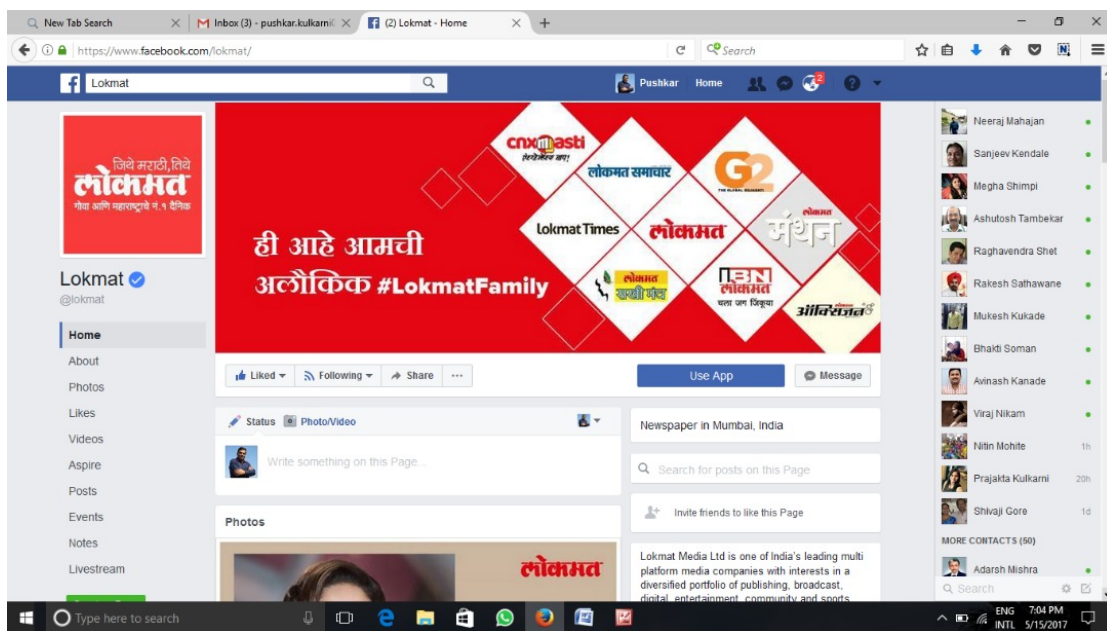 New Tab Search
Inbox (3) - pushkar.kulkarni
(2) Lokmat - Home
https://www.facebook.com/lokmat/
Search
Lokmat
Pushkar Home 2
जिथे मराठी,तिथे
लोकमत
गोवा आणि महाराष्ट्राचे नं.१ दैनिक
Lokmat
@lokmat
Home
About
Photos
Likes
Videos
Aspire
Posts
Events
Notes
Livestream
ही आहे आमची
अलौकिक #LokmatFamily
cnxmasti
लोकमत समाचार
G2
Lokmat Times
लोकमत
लोकमत
मंथन
लोकमत
सखी मंच
IBN
लोकमत
चला जग जिंकूया
ऑक्सिजन
Liked Following Share ...
Use App Message
Status Photo/Video
Write something on this Page...
Photos
लोकमत
Newspaper in Mumbai, India
Search for posts on this Page
Invite friends to like this Page
Lokmat Media Ltd is one of India's leading multi
platform media companies with interests in a
diversified portfolio of publishing, broadcast,
digital, entertainment, community and sports
Neeraj Mahajan
Sanjeev Kendale
Megha Shimpi
Ashutosh Tambekar
Raghavendra Shet
Rakesh Sathawane
Mukesh Kukade
Bhakti Soman
Avinash Kanade
Viraj Nikam
Nitin Mohite 1h
Prajakta Kulkarni 20h
Shivaji Gore 1d
MORE CONTACTS (50)
Adarsh Mishra
Search
Type here to search
ENG 7:04 PM
INTL 5/15/2017